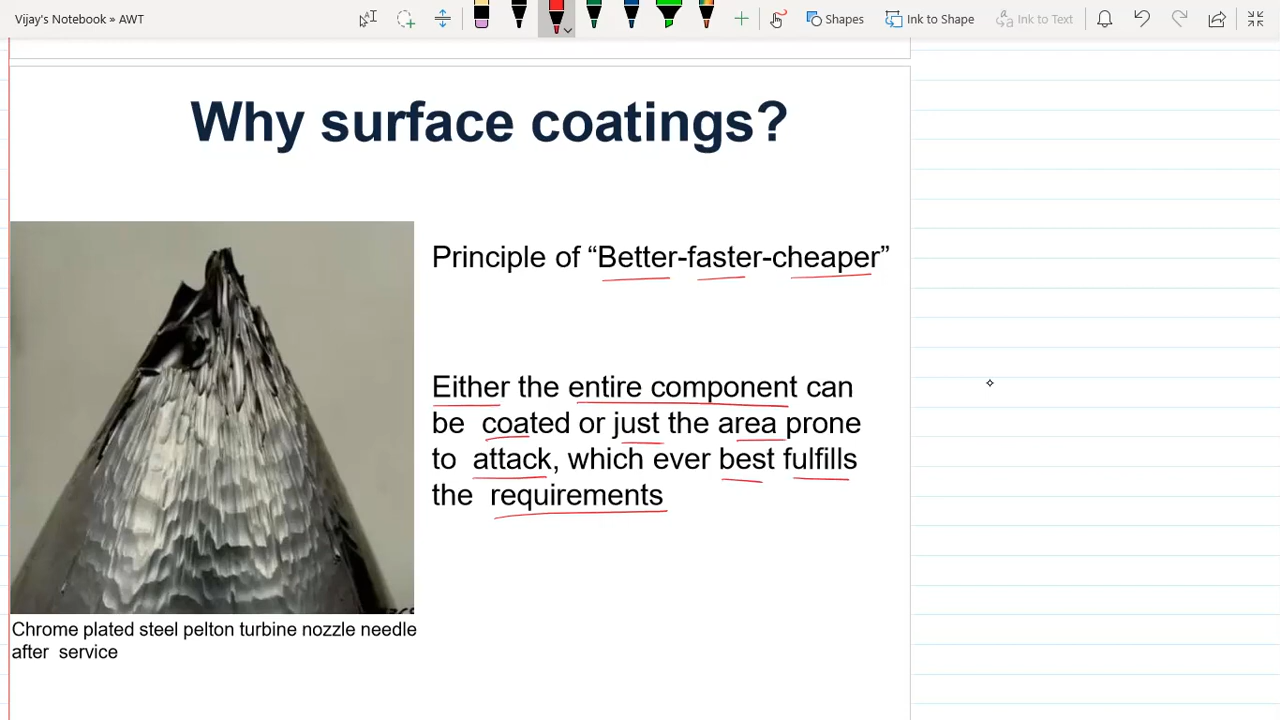 Vijay's Notebook » AWT
Shapes
Ink to Shape
Ink to Text
Why surface coatings?
Principle of “Better-faster-cheaper”
Either the entire component can
be coated or just the area prone
to attack, which ever best fulfills
the requirements
Chrome plated steel pelton turbine nozzle needle
after service